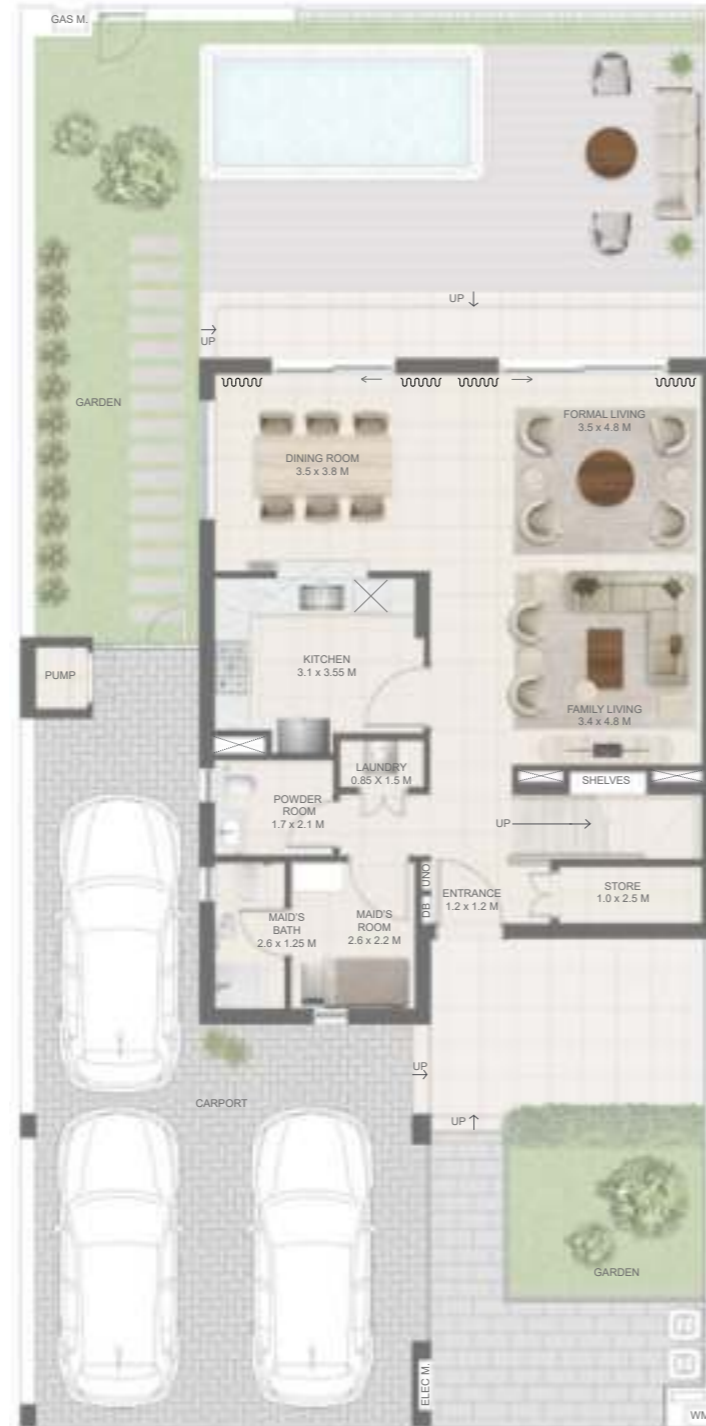 GAS M.
UP
UP
GARDEN
FORMAL LIVING
3.5 x 4.8 M
DINING ROOM
3.5 x 3.8 M
KITCHEN
3.1 x 3.55 M
PUMP
FAMILY LIVING
3.4 x 4.8 M
LAUNDRY
0.85 X 1.5 M
SHELVES
POWDER
ROOM
1.7 x 2.1 M
UP
DB
UNO
ENTRANCE
1.2 x 1.2 M
STORE
1.0 x 2.5 M
MAID'S
BATH
2.6 x 1.25 M
MAID'S
ROOM
2.6 x 2.2 M
UP
CARPORT
UP
GARDEN
ELEC M.
WM